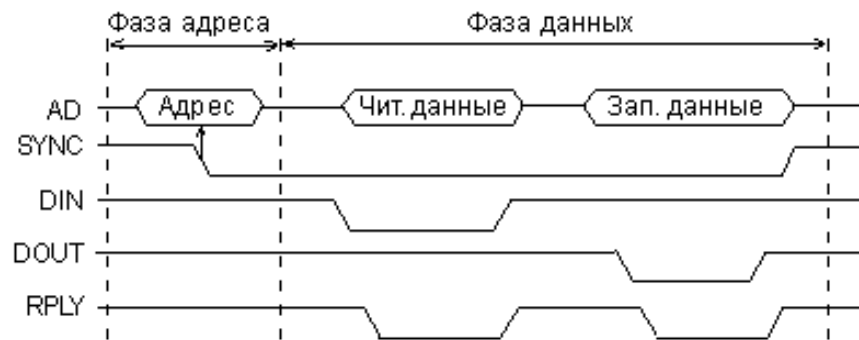 Фаза адреса
Фаза данных
AD
Адрес
Чит. данные
Зап. данные
SYNC
DIN
DOUT
RPLY